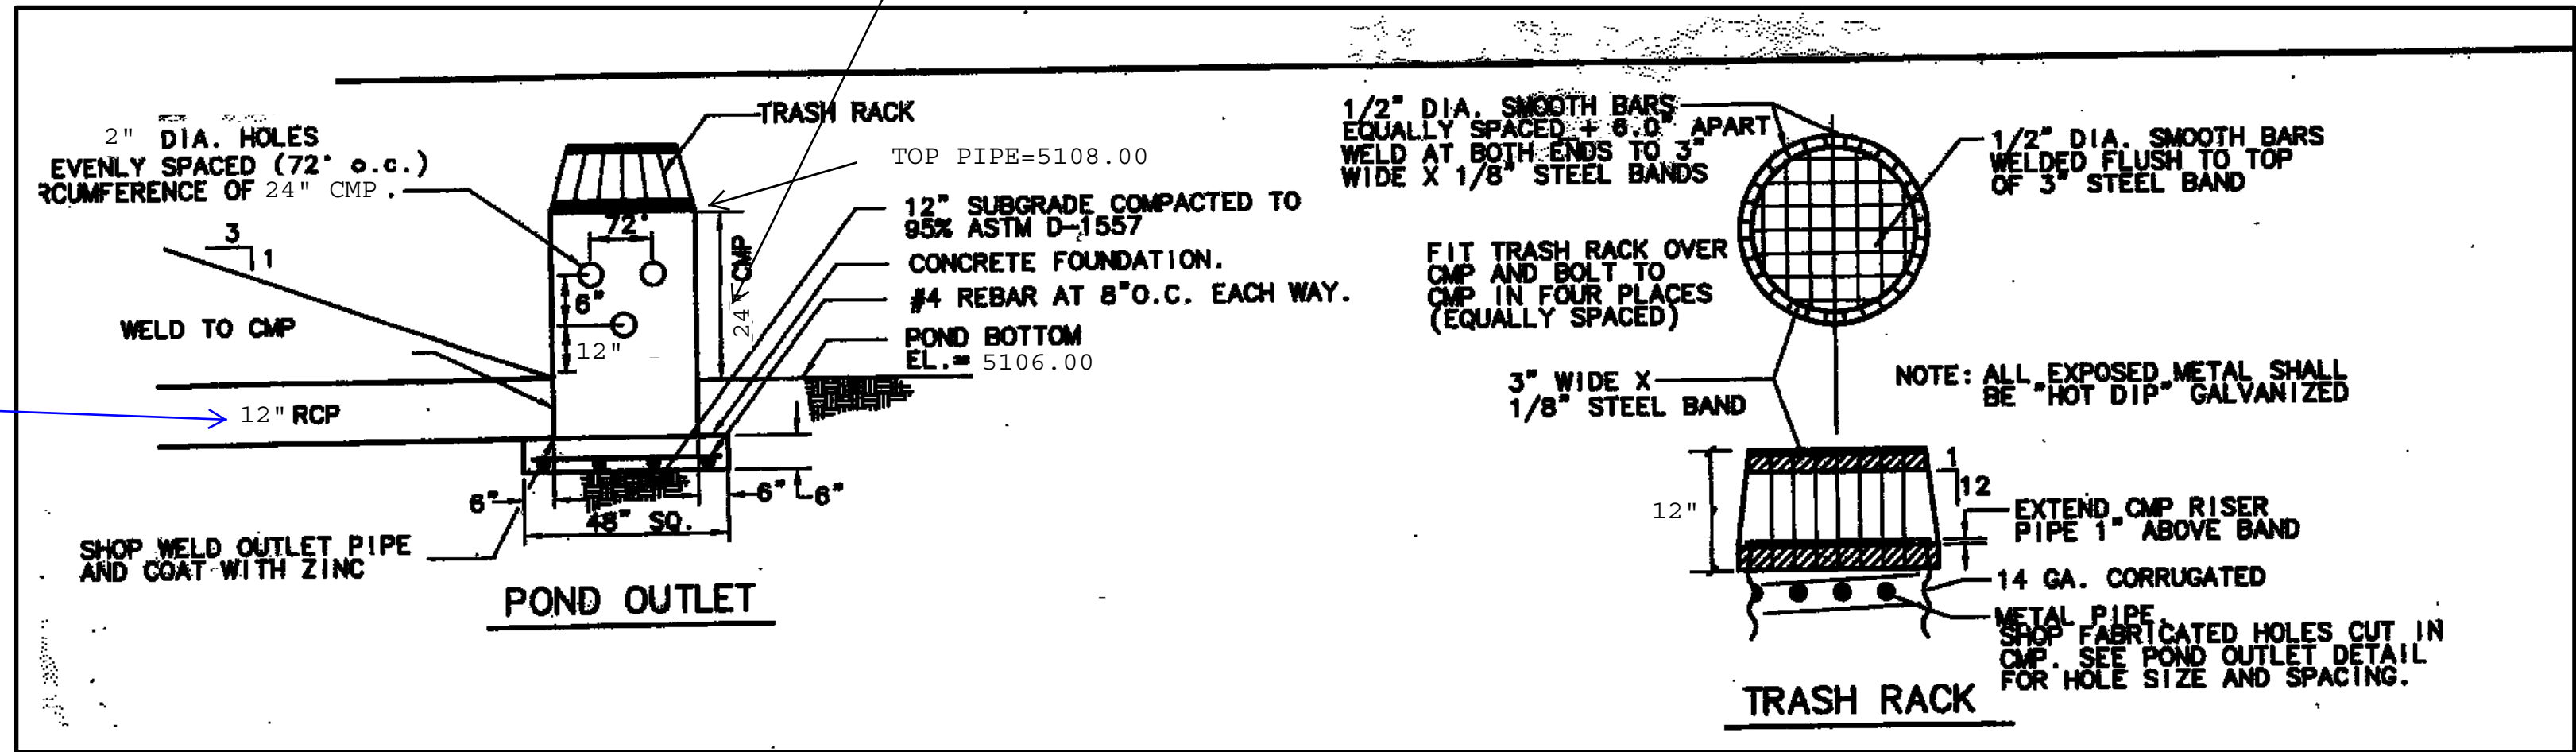 2" DIA. HOLES
EVENLY SPACED (72° o.c.)
RCUMFERENCE OF 24" CMP .
TRASH RACK
TOP PIPE=5108.00
12" SUBGRADE COMPACTED TO
95% ASTM D-1557
CONCRETE FOUNDATION.
#4 REBAR AT 8"O.C. EACH WAY.
POND BOTTOM
EL.= 5106.00
72°
24" CMP
6"
12"
3
1
WELD TO CMP
12" RCP
6"
6"
6"
48" SQ.
SHOP WELD OUTLET PIPE
AND COAT WITH ZINC
POND OUTLET
1/2" DIA. SMOOTH BARS
EQUALLY SPACED + 6.0" APART
WELD AT BOTH ENDS TO 3"
WIDE X 1/8" STEEL BANDS
1/2" DIA. SMOOTH BARS
WELDED FLUSH TO TOP
OF 3" STEEL BAND
FIT TRASH RACK OVER
CMP AND BOLT TO
CMP IN FOUR PLACES
(EQUALLY SPACED)
3" WIDE X
1/8" STEEL BAND
NOTE: ALL EXPOSED METAL SHALL
BE "HOT DIP" GALVANIZED
12"
1
12
EXTEND CMP RISER
PIPE 1" ABOVE BAND
14 GA. CORRUGATED
METAL PIPE.
SHOP FABRICATED HOLES CUT IN
CMP. SEE POND OUTLET DETAIL
FOR HOLE SIZE AND SPACING.
TRASH RACK